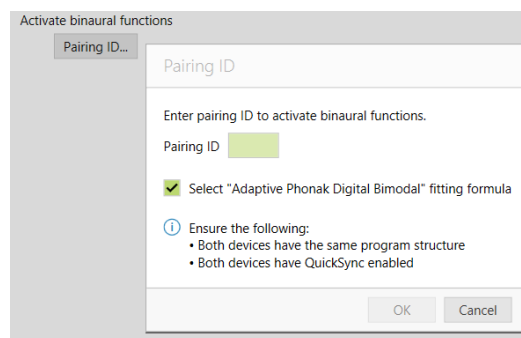 Activate binaural functions
Pairing ID...
Pairing ID
Enter pairing ID to activate binaural functions.
Pairing ID
Select "Adaptive Phonak Digital Bimodal" fitting formula
Ensure the following:
• Both devices have the same program structure
• Both devices have QuickSync enabled
OK Cancel